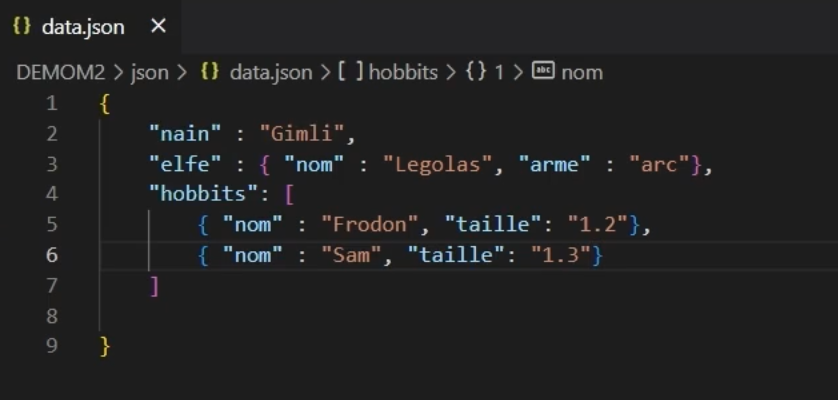 {} data.json ×
DEMOM2 > json > {} data.json > [ ] hobbits > {} 1 > abc nom
1 {
2     "nain" : "Gimli",
3     "elfe" : { "nom" : "Legolas", "arme" : "arc"},
4     "hobbits": [
5         { "nom" : "Frodon", "taille": "1.2"},
6         { "nom" : "Sam", "taille": "1.3"}
7     ]
8
9 }